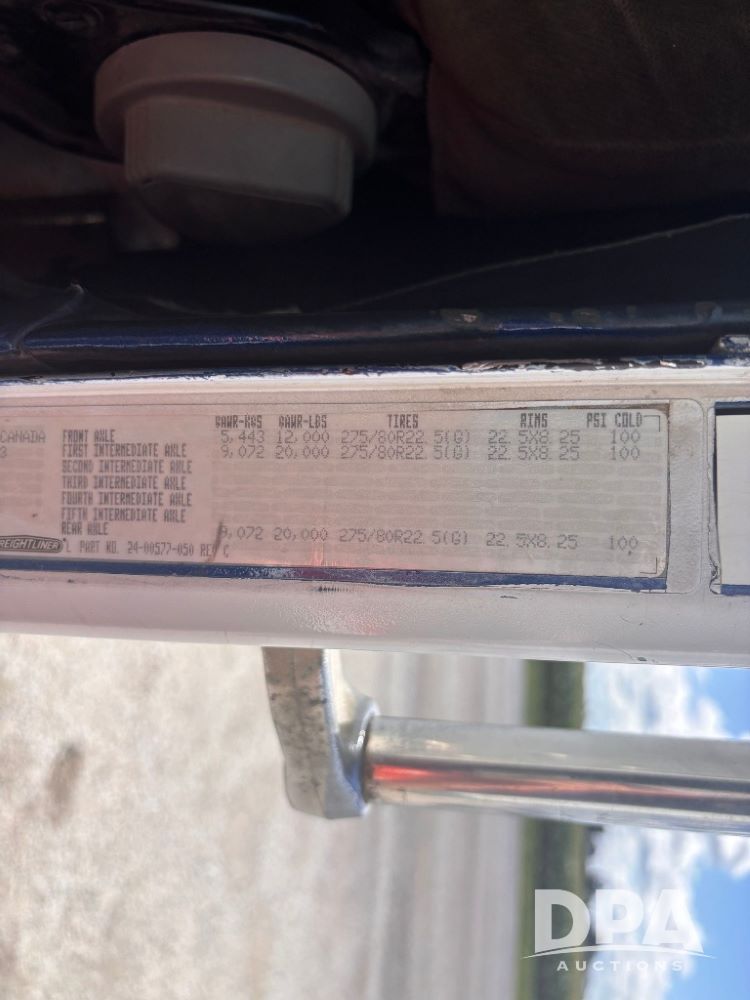 CANADA
GAWR-KGS GAWR-LBS TIRES RIMS PSI COLD
FRONT AXLE 5,443 12,000 275/80R22.5(G) 22.5X8.25 100
FIRST INTERMEDIATE AXLE 9,072 20,000 275/80R22.5(G) 22.5X8.25 100
SECOND INTERMEDIATE AXLE
THIRD INTERMEDIATE AXLE
FOURTH INTERMEDIATE AXLE
FIFTH INTERMEDIATE AXLE
REAR AXLE 9,072 20,000 275/80R22.5(G) 22.5X8.25 100
REIGHTLINER L PART NO. 24-00577-050 REV C
DPA
AUCTIONS